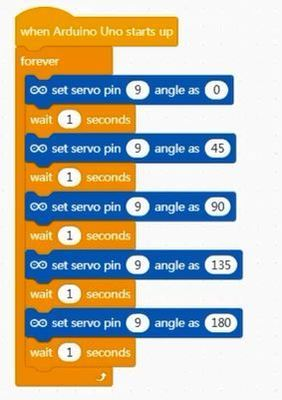 when Arduino Uno starts up
forever
set servo pin 9 angle as 0
wait 1 seconds
set servo pin 9 angle as 45
wait 1 seconds
set servo pin 9 angle as 90
wait 1 seconds
set servo pin 9 angle as 135
wait 1 seconds
set servo pin 9 angle as 180
wait 1 seconds